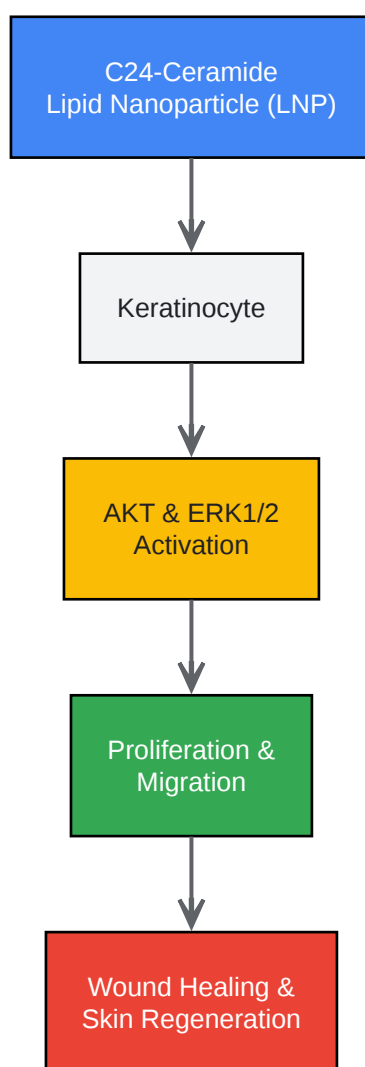 C24-Ceramide
Lipid Nanoparticle (LNP)
Keratinocyte
AKT & ERK1/2
Activation
Proliferation &
Migration
Wound Healing &
Skin Regeneration